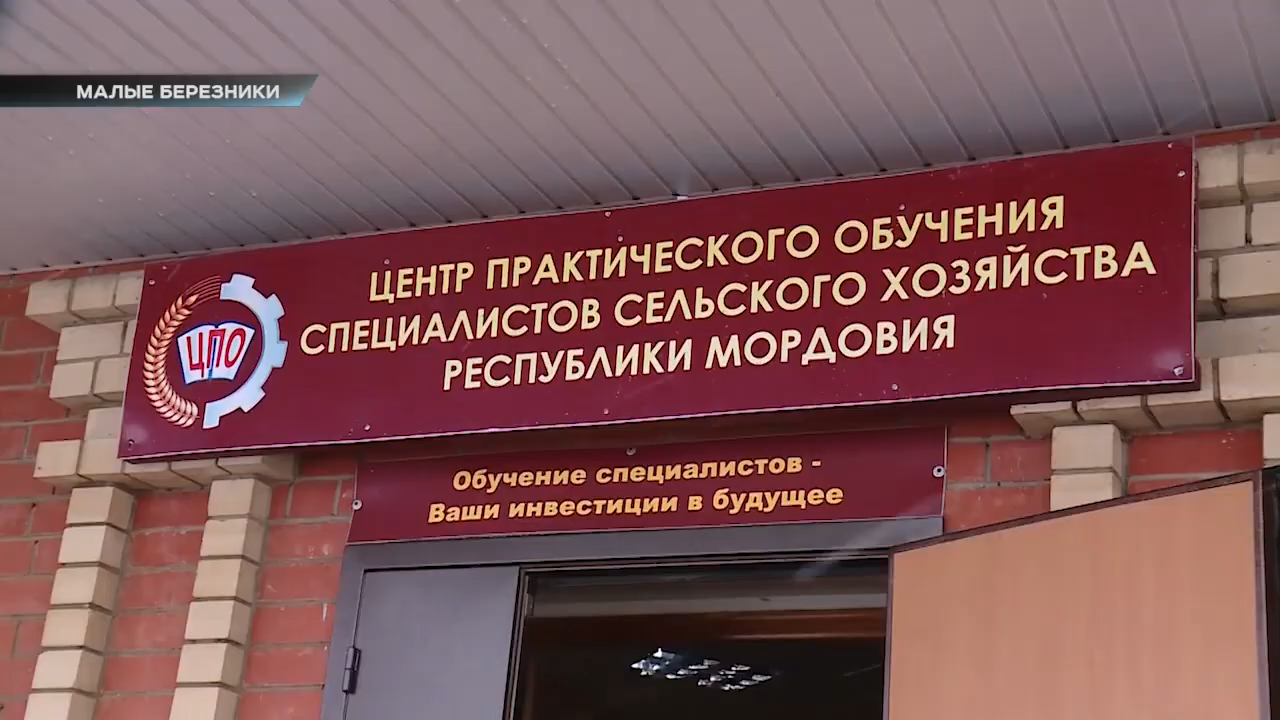 МАЛЫЕ БЕРЕЗНИКИ
ЦЕНТР ПРАКТИЧЕСКОГО ОБУЧЕНИЯ
СПЕЦИАЛИСТОВ СЕЛЬСКОГО ХОЗЯЙСТВА
РЕСПУБЛИКИ МОРДОВИЯ
ЦПО
Обучение специалистов -
Ваши инвестиции в будущее